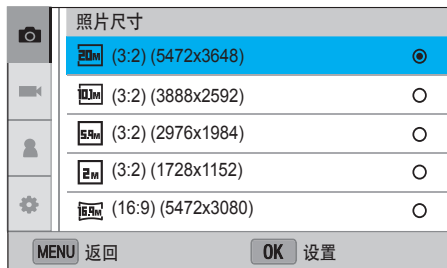 照片尺寸
20M (3:2) (5472x3648)
10.1M (3:2) (3888x2592)
5.9M (3:2) (2976x1984)
2M (3:2) (1728x1152)
16.9M (16:9) (5472x3080)
MENU 返回 OK 设置